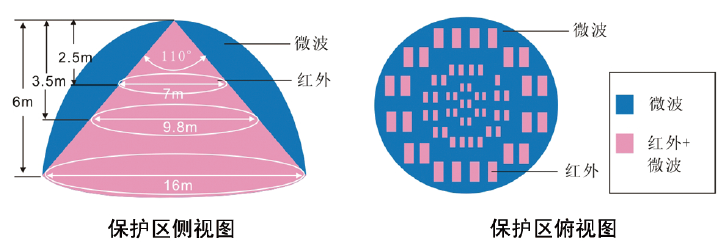 微波
110°
2.5m
红外
3.5m
7m
6m
9.8m
16m
保护区侧视图
微波
红外
保护区俯视图
微波
红外+
微波